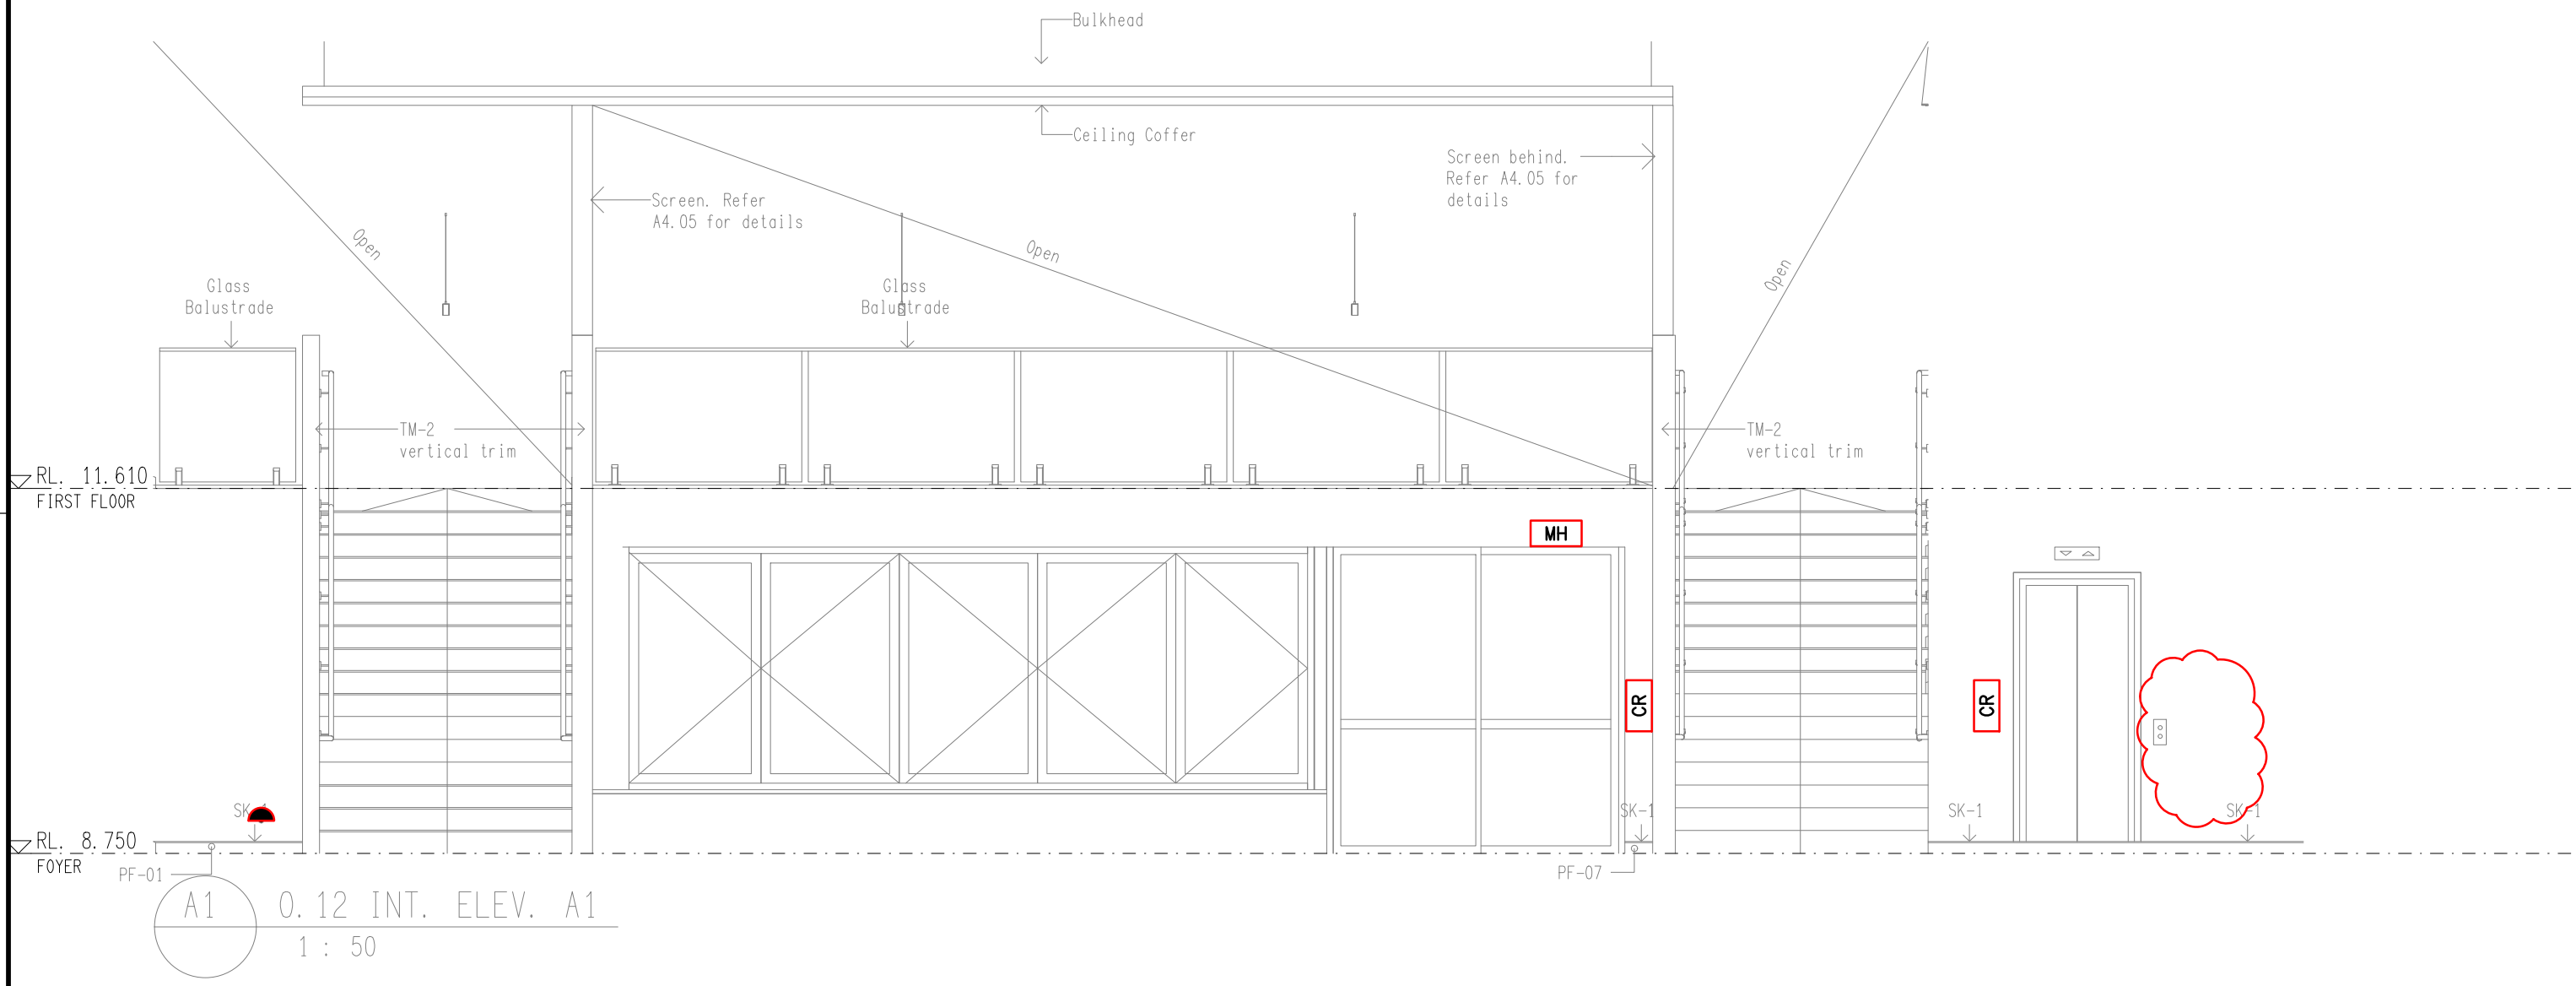 Bulkhead
Ceiling Coffer
Screen behind.
Refer A4.05 for
details
Screen. Refer
A4.05 for details
Open
Open
Open
Glass
Balustrade
Glass
Balustrade
TM-2
vertical trim
TM-2
vertical trim
RL. 11.610
FIRST FLOOR
MH
CR
CR
SK-1
SK-1
SK-1
SK-1
RL. 8.750
FOYER
PF-01
PF-07
A1
0.12 INT. ELEV. A1
1 : 50